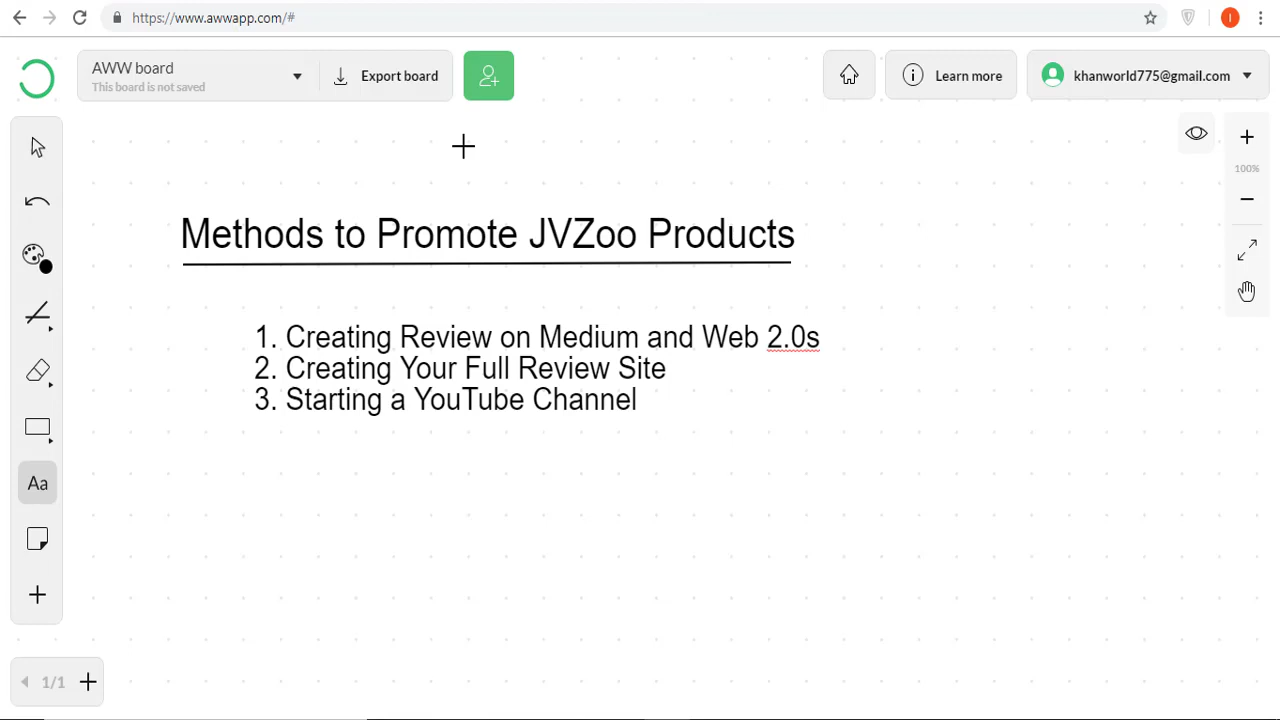 https://www.awwapp.com/#
AWW board
This board is not saved
Export board
Learn more
khanworld775@gmail.com
100%
Methods to Promote JVZoo Products
1. Creating Review on Medium and Web 2.0s
2. Creating Your Full Review Site
3. Starting a YouTube Channel
Aa
1/1
I